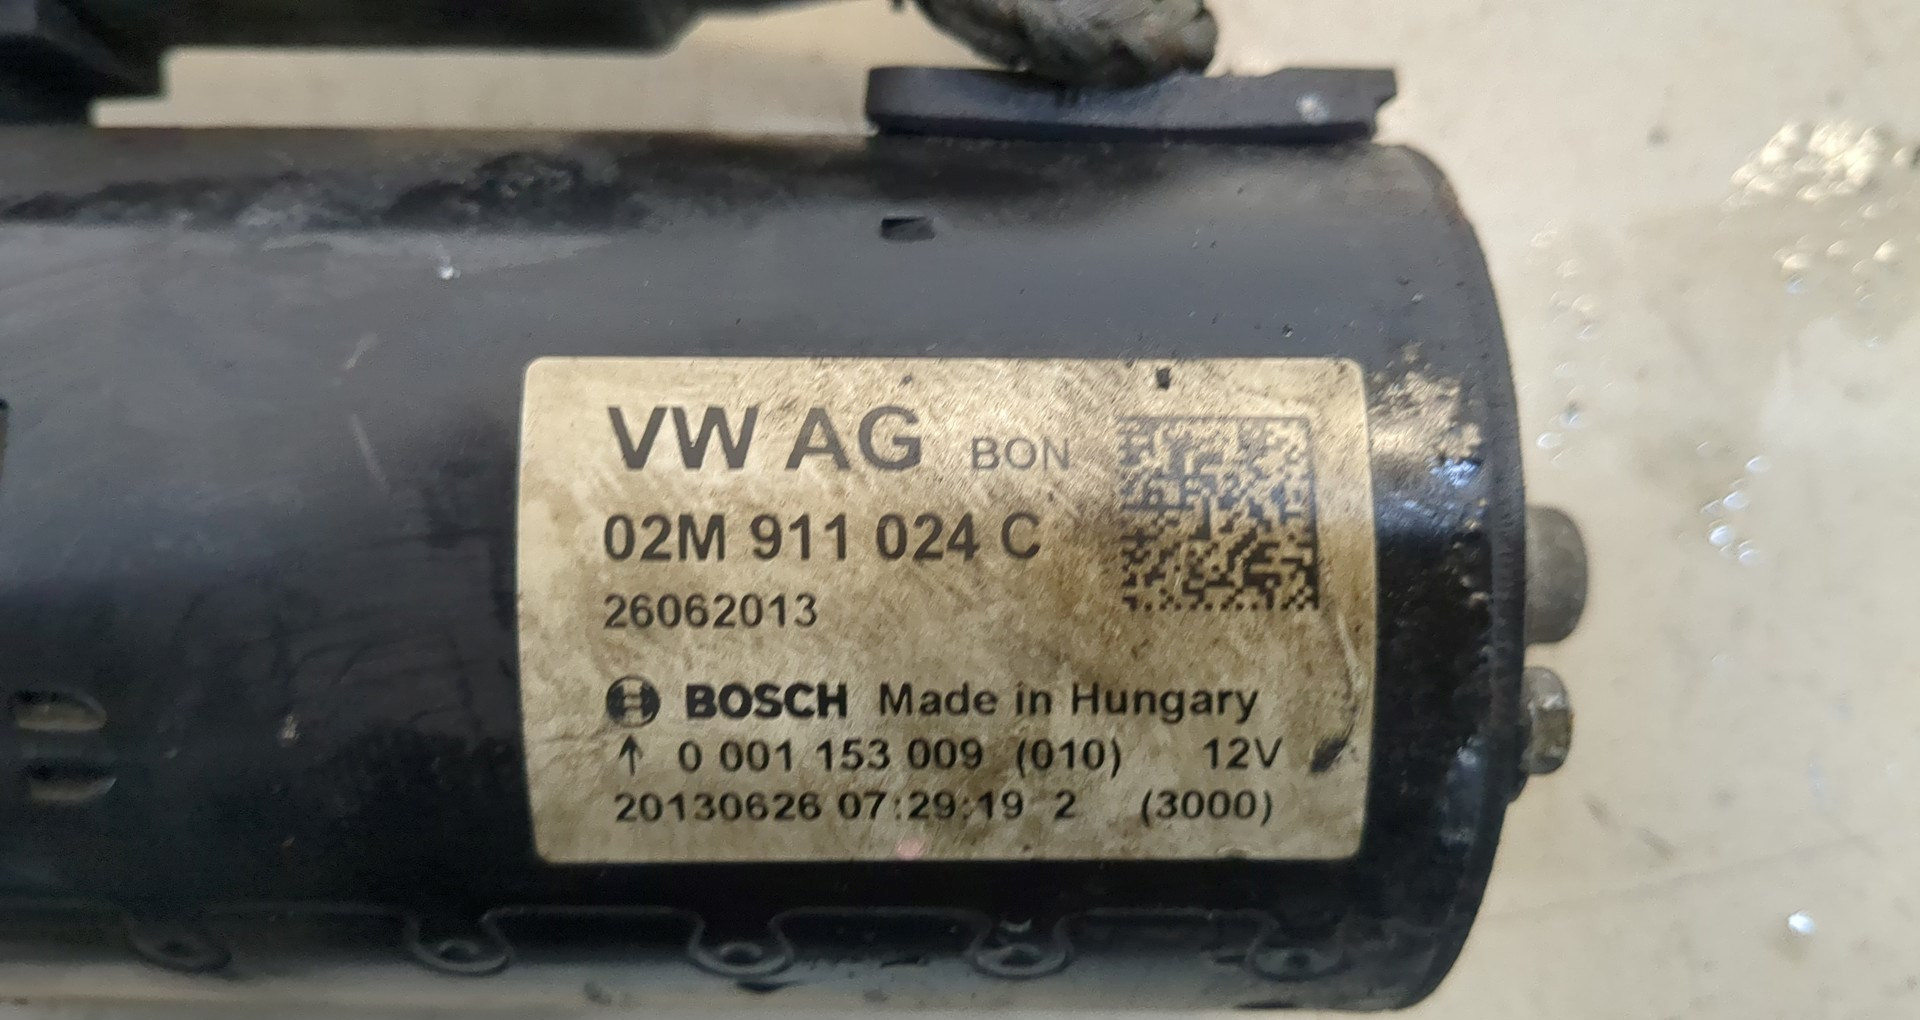 VW AG BON
02M 911 024 C
26062013
BOSCH Made in Hungary
↑ 0 001 153 009 (010) 12V
20130626 07:29:19 2 (3000)